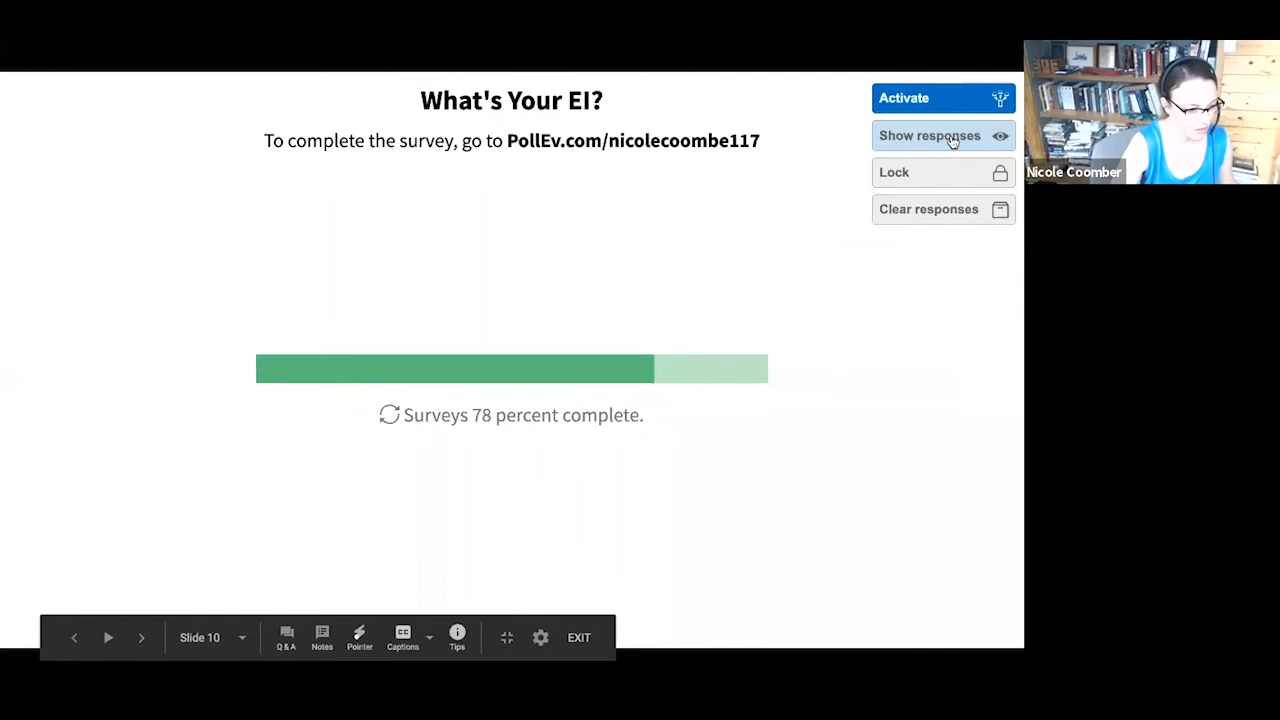 What's Your EI?
To complete the survey, go to PollEv.com/nicolecoombe117
Activate
Show responses
Lock
Clear responses
Nicole Coomber
Surveys 78 percent complete.
Slide 10
Q & A
Notes
Pointer
CC
Captions
Tips
EXIT